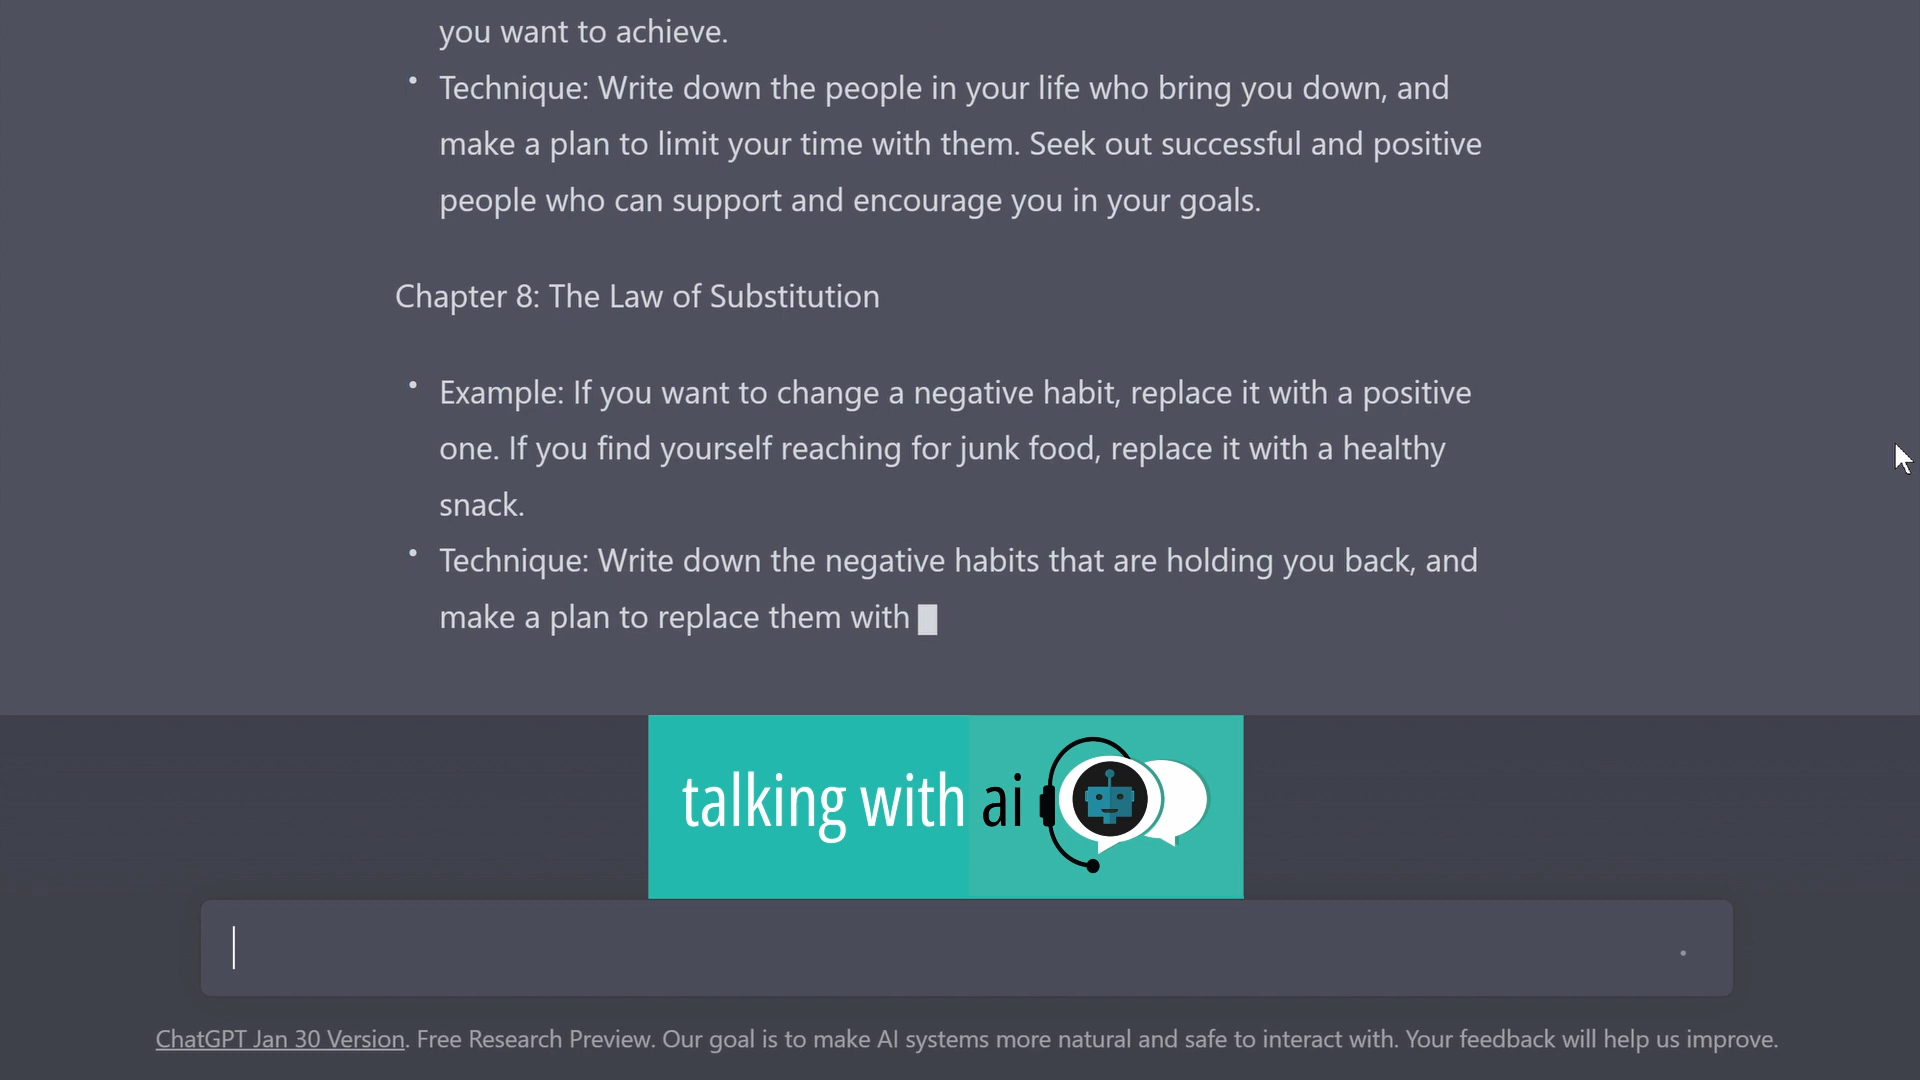 you want to achieve.
• Technique: Write down the people in your life who bring you down, and
make a plan to limit your time with them. Seek out successful and positive
people who can support and encourage you in your goals.
Chapter 8: The Law of Substitution
• Example: If you want to change a negative habit, replace it with a positive
one. If you find yourself reaching for junk food, replace it with a healthy
snack.
• Technique: Write down the negative habits that are holding you back, and
make a plan to replace them with
talking with ai
ChatGPT Jan 30 Version. Free Research Preview. Our goal is to make AI systems more natural and safe to interact with. Your feedback will help us improve.